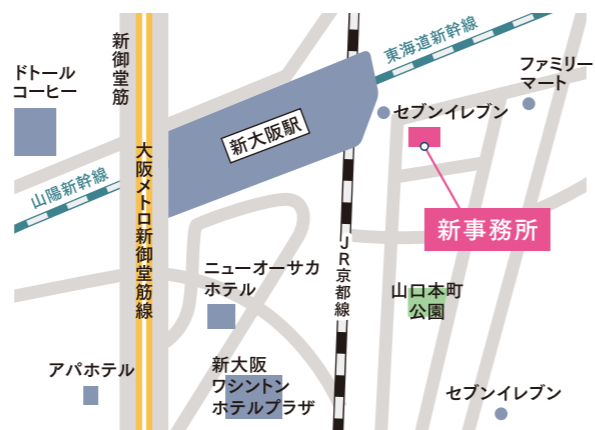 新御堂筋
東海道新幹線
ドトール
コーヒー
ファミリー
マート
セブンイレブン
新大阪駅
大阪メトロ新御堂筋線
山陽新幹線
新事務所
JR京都線
ニューオーサカ
ホテル
山口本町
公園
アパホテル
新大阪
ワシントン
ホテルプラザ
セブンイレブン